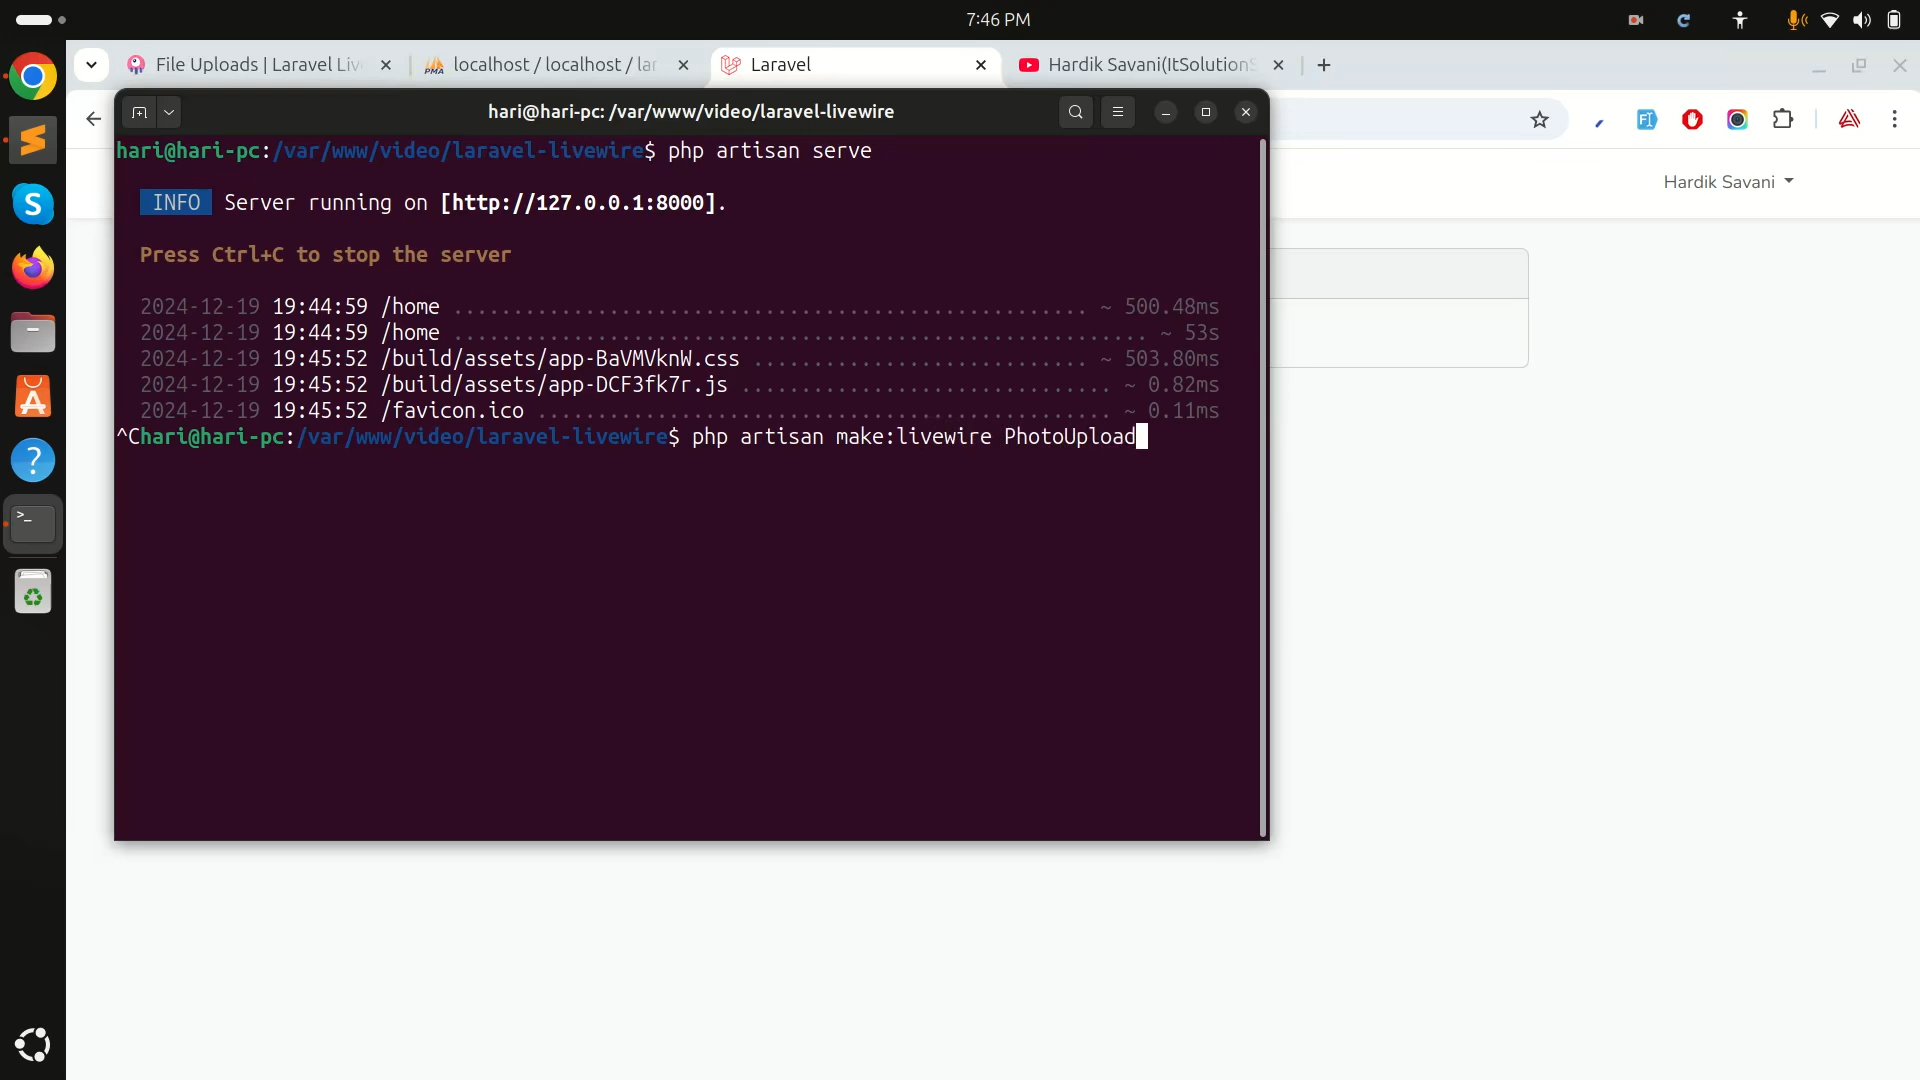 7:46 PM
File Uploads | Laravel Liv
localhost / localhost / lar
Laravel
Hardik Savani(ItSolutionS
hari@hari-pc: /var/www/video/laravel-livewire
Hardik Savani
hari@hari-pc:/var/www/video/laravel-livewire$ php artisan serve
INFO Server running on [http://127.0.0.1:8000].
Press Ctrl+C to stop the server
2024-12-19 19:44:59 /home ..................................................... ~ 500.48ms
2024-12-19 19:44:59 /home .......................................................... ~ 53s
2024-12-19 19:45:52 /build/assets/app-BaVMVknW.css ............................ ~ 503.80ms
2024-12-19 19:45:52 /build/assets/app-DCF3fk7r.js ............................... ~ 0.82ms
2024-12-19 19:45:52 /favicon.ico ................................................ ~ 0.11ms
^Chari@hari-pc:/var/www/video/laravel-livewire$ php artisan make:livewire PhotoUpload